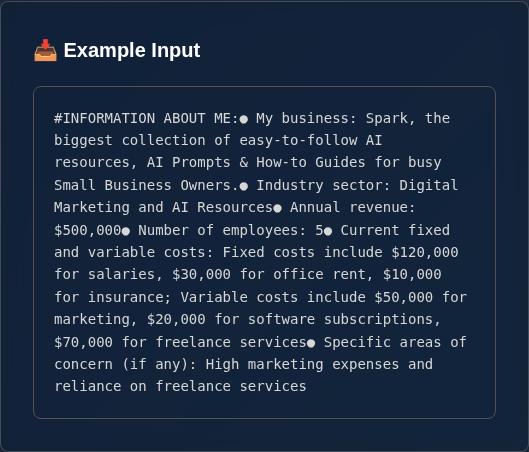 📥 Example Input
#INFORMATION ABOUT ME:● My business: Spark, the
biggest collection of easy-to-follow AI
resources, AI Prompts & How-to Guides for busy
Small Business Owners.● Industry sector: Digital
Marketing and AI Resources● Annual revenue:
$500,000● Number of employees: 5● Current fixed
and variable costs: Fixed costs include $120,000
for salaries, $30,000 for office rent, $10,000
for insurance; Variable costs include $50,000 for
marketing, $20,000 for software subscriptions,
$70,000 for freelance services● Specific areas of
concern (if any): High marketing expenses and
reliance on freelance services